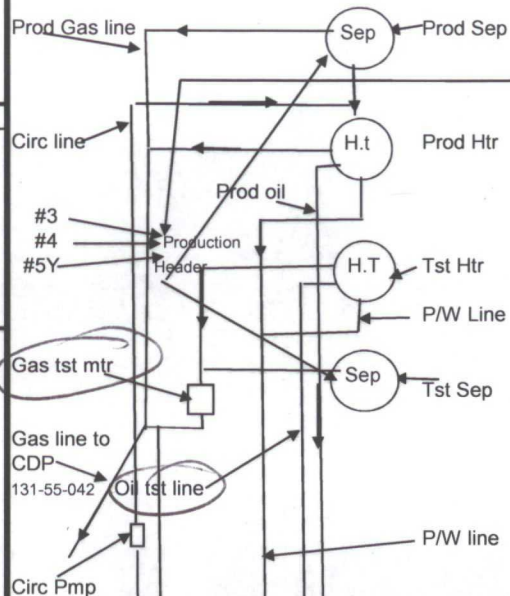 Prod Gas line
Sep
Prod Sep
Circ line
H.t
Prod Htr
Prod oil
#3
#4
#5Y
Production
Header
H.T
Tst Htr
P/W Line
Gas tst mtr
Sep
Tst Sep
Gas line to
CDP
131-55-042
Oil tst line
P/W line
Circ Pmp